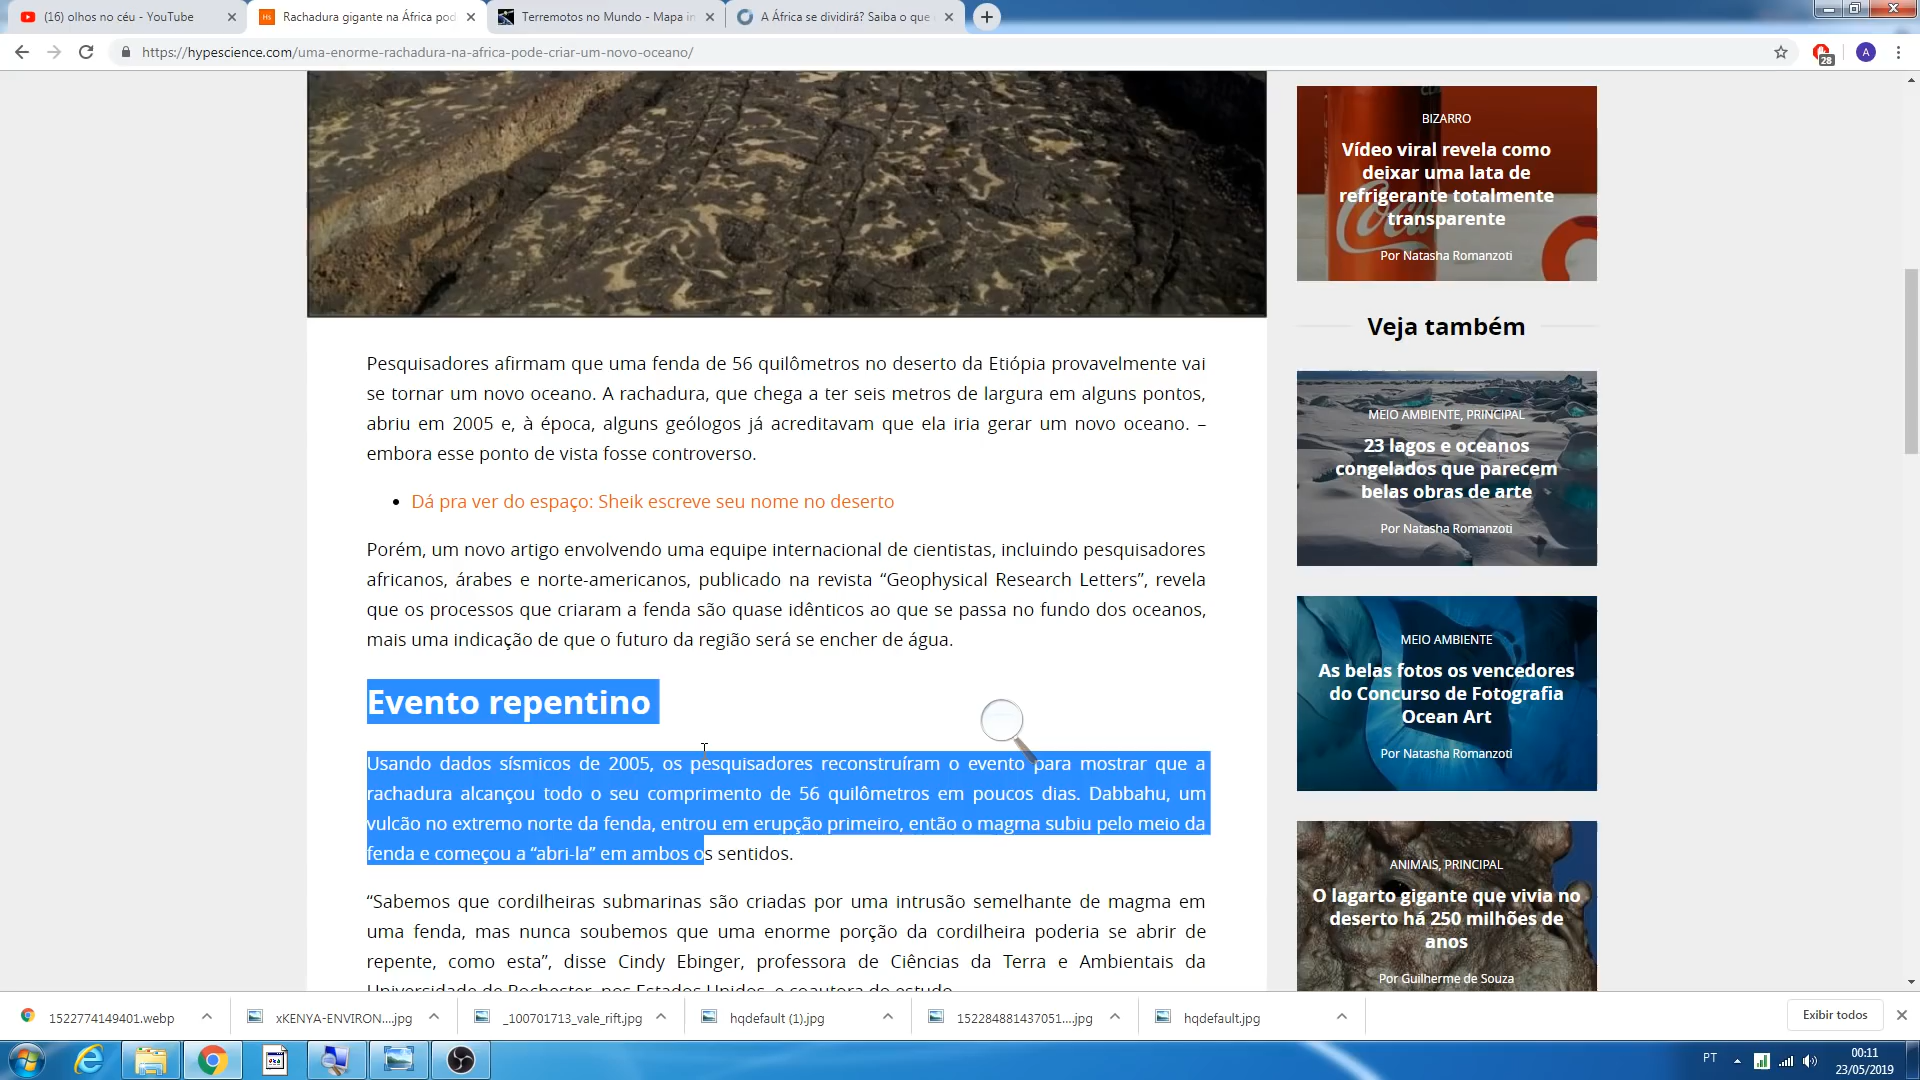 (16) olhos no céu - YouTube
Rachadura gigante na África pod
Terremotos no Mundo - Mapa in
A África se dividirá? Saiba o que
https://hypescience.com/uma-enorme-rachadura-na-africa-pode-criar-um-novo-oceano/
28
A
BIZARRO
Vídeo viral revela como
deixar uma lata de
refrigerante totalmente
transparente
Por Natasha Romanzoti
Veja também
MEIO AMBIENTE, PRINCIPAL
23 lagos e oceanos
congelados que parecem
belas obras de arte
Por Natasha Romanzoti
MEIO AMBIENTE
As belas fotos os vencedores
do Concurso de Fotografia
Ocean Art
Por Natasha Romanzoti
ANIMAIS, PRINCIPAL
O lagarto gigante que vivia no
deserto há 250 milhões de
anos
Por Guilherme de Souza
Pesquisadores afirmam que uma fenda de 56 quilômetros no deserto da Etiópia provavelmente vai
se tornar um novo oceano. A rachadura, que chega a ter seis metros de largura em alguns pontos,
abriu em 2005 e, à época, alguns geólogos já acreditavam que ela iria gerar um novo oceano. –
embora esse ponto de vista fosse controverso.
• Dá pra ver do espaço: Sheik escreve seu nome no deserto
Porém, um novo artigo envolvendo uma equipe internacional de cientistas, incluindo pesquisadores
africanos, árabes e norte-americanos, publicado na revista “Geophysical Research Letters”, revela
que os processos que criaram a fenda são quase idênticos ao que se passa no fundo dos oceanos,
mais uma indicação de que o futuro da região será se encher de água.
Evento repentino
Usando dados sísmicos de 2005, os pesquisadores reconstruíram o evento para mostrar que a
rachadura alcançou todo o seu comprimento de 56 quilômetros em poucos dias. Dabbahu, um
vulcão no extremo norte da fenda, entrou em erupção primeiro, então o magma subiu pelo meio da
fenda e começou a “abri-la” em ambos os sentidos.
“Sabemos que cordilheiras submarinas são criadas por uma intrusão semelhante de magma em
uma fenda, mas nunca soubemos que uma enorme porção da cordilheira poderia se abrir de
repente, como esta”, disse Cindy Ebinger, professora de Ciências da Terra e Ambientais da
Universidade de Rochester, nos Estados Unidos, e coautora do estudo.
1522774149401.webp
xKENYA-ENVIRON....jpg
_100701713_vale_rift.jpg
hqdefault (1).jpg
152284881437051....jpg
hqdefault.jpg
Exibir todos
PT
00:11
23/05/2019